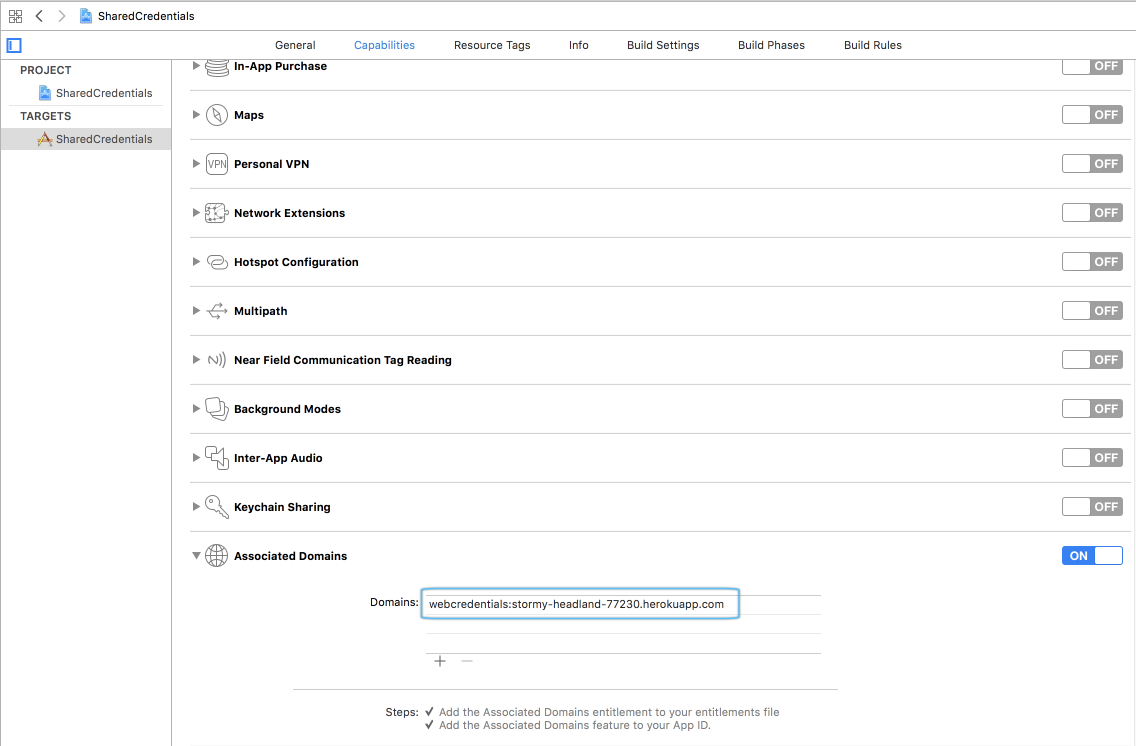 SharedCredentials
General Capabilities Resource Tags Info Build Settings Build Phases Build Rules
PROJECT
SharedCredentials
TARGETS
SharedCredentials
In-App Purchase OFF
Maps OFF
VPN Personal VPN OFF
Network Extensions OFF
Hotspot Configuration OFF
Multipath OFF
Near Field Communication Tag Reading OFF
Background Modes OFF
Inter-App Audio OFF
Keychain Sharing OFF
Associated Domains ON
Domains: webcredentials:stormy-headland-77230.herokuapp.com
Steps: ✓ Add the Associated Domains entitlement to your entitlements file
✓ Add the Associated Domains feature to your App ID.